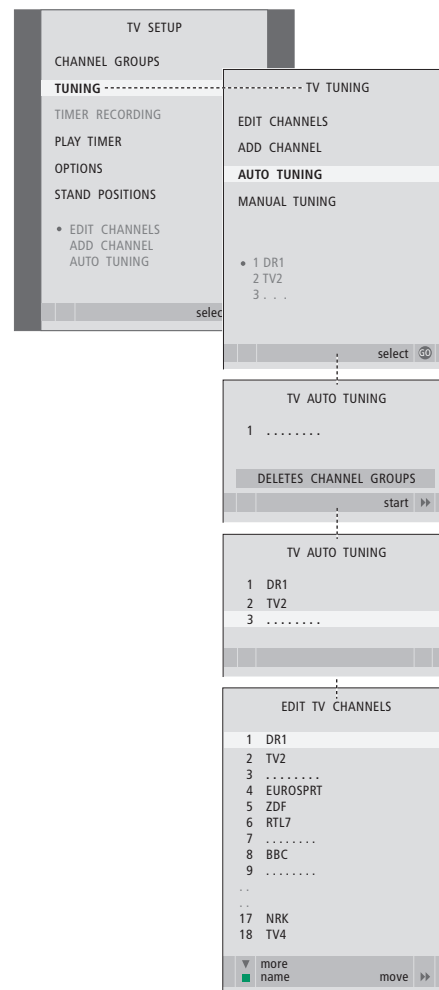 TV SETUP
CHANNEL GROUPS
TUNING
TIMER RECORDING
PLAY TIMER
OPTIONS
STAND POSITIONS
• EDIT CHANNELS
ADD CHANNEL
AUTO TUNING
TV TUNING
EDIT CHANNELS
ADD CHANNEL
AUTO TUNING
MANUAL TUNING
• 1 DR1
2 TV2
3 . . .
select GO
TV AUTO TUNING
1 ........
DELETES CHANNEL GROUPS
start
TV AUTO TUNING
1 DR1
2 TV2
3 ........
EDIT TV CHANNELS
1 DR1
2 TV2
3 ........
4 EUROSPRT
5 ZDF
6 RTL7
7 ........
8 BBC
9 ........
. .
. .
17 NRK
18 TV4
more
name move